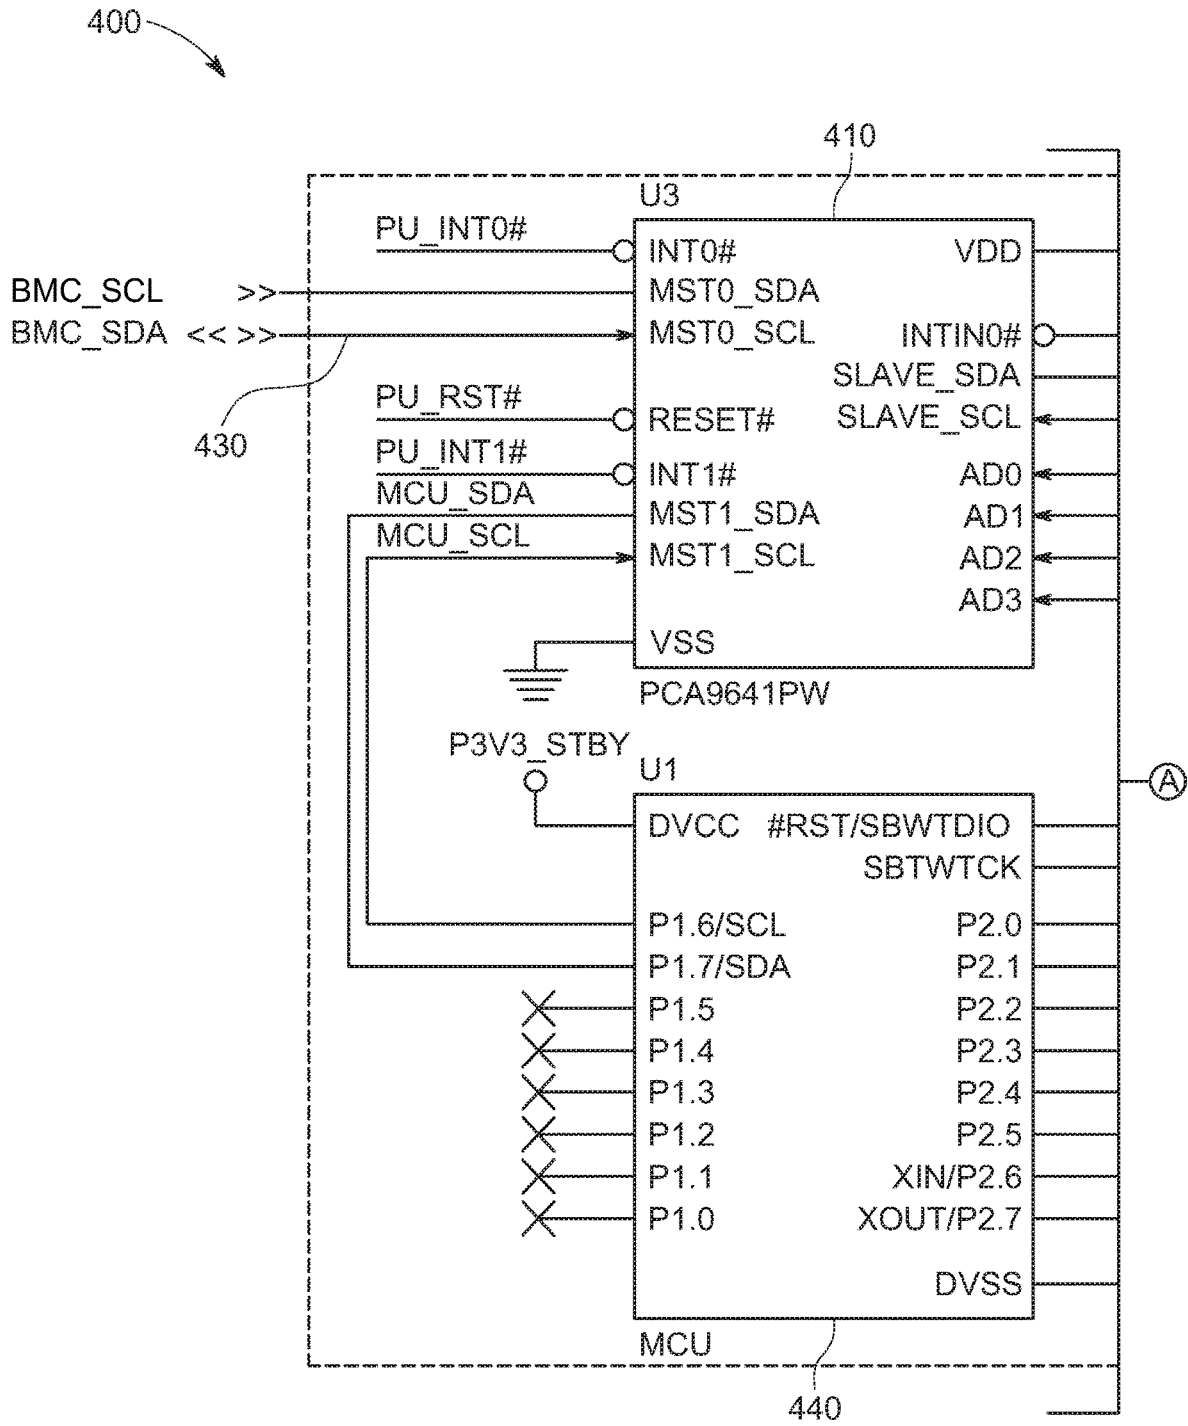 400
410
U3
PU_INT0#
INT0# VDD
BMC_SCL >> MST0_SDA
BMC_SDA << >> MST0_SCL INTIN0#
SLAVE_SDA
PU_RST#
RESET# SLAVE_SCL
430
PU_INT1#
INT1# AD0
MCU_SDA
MST1_SDA AD1
MCU_SCL
MST1_SCL AD2
AD3
VSS
PCA9641PW
P3V3_STBY
U1
A
DVCC #RST/SBWTDIO
SBTWTCK
P1.6/SCL P2.0
P1.7/SDA P2.1
P1.5 P2.2
P1.4 P2.3
P1.3 P2.4
P1.2 P2.5
P1.1 XIN/P2.6
P1.0 XOUT/P2.7
DVSS
MCU
440